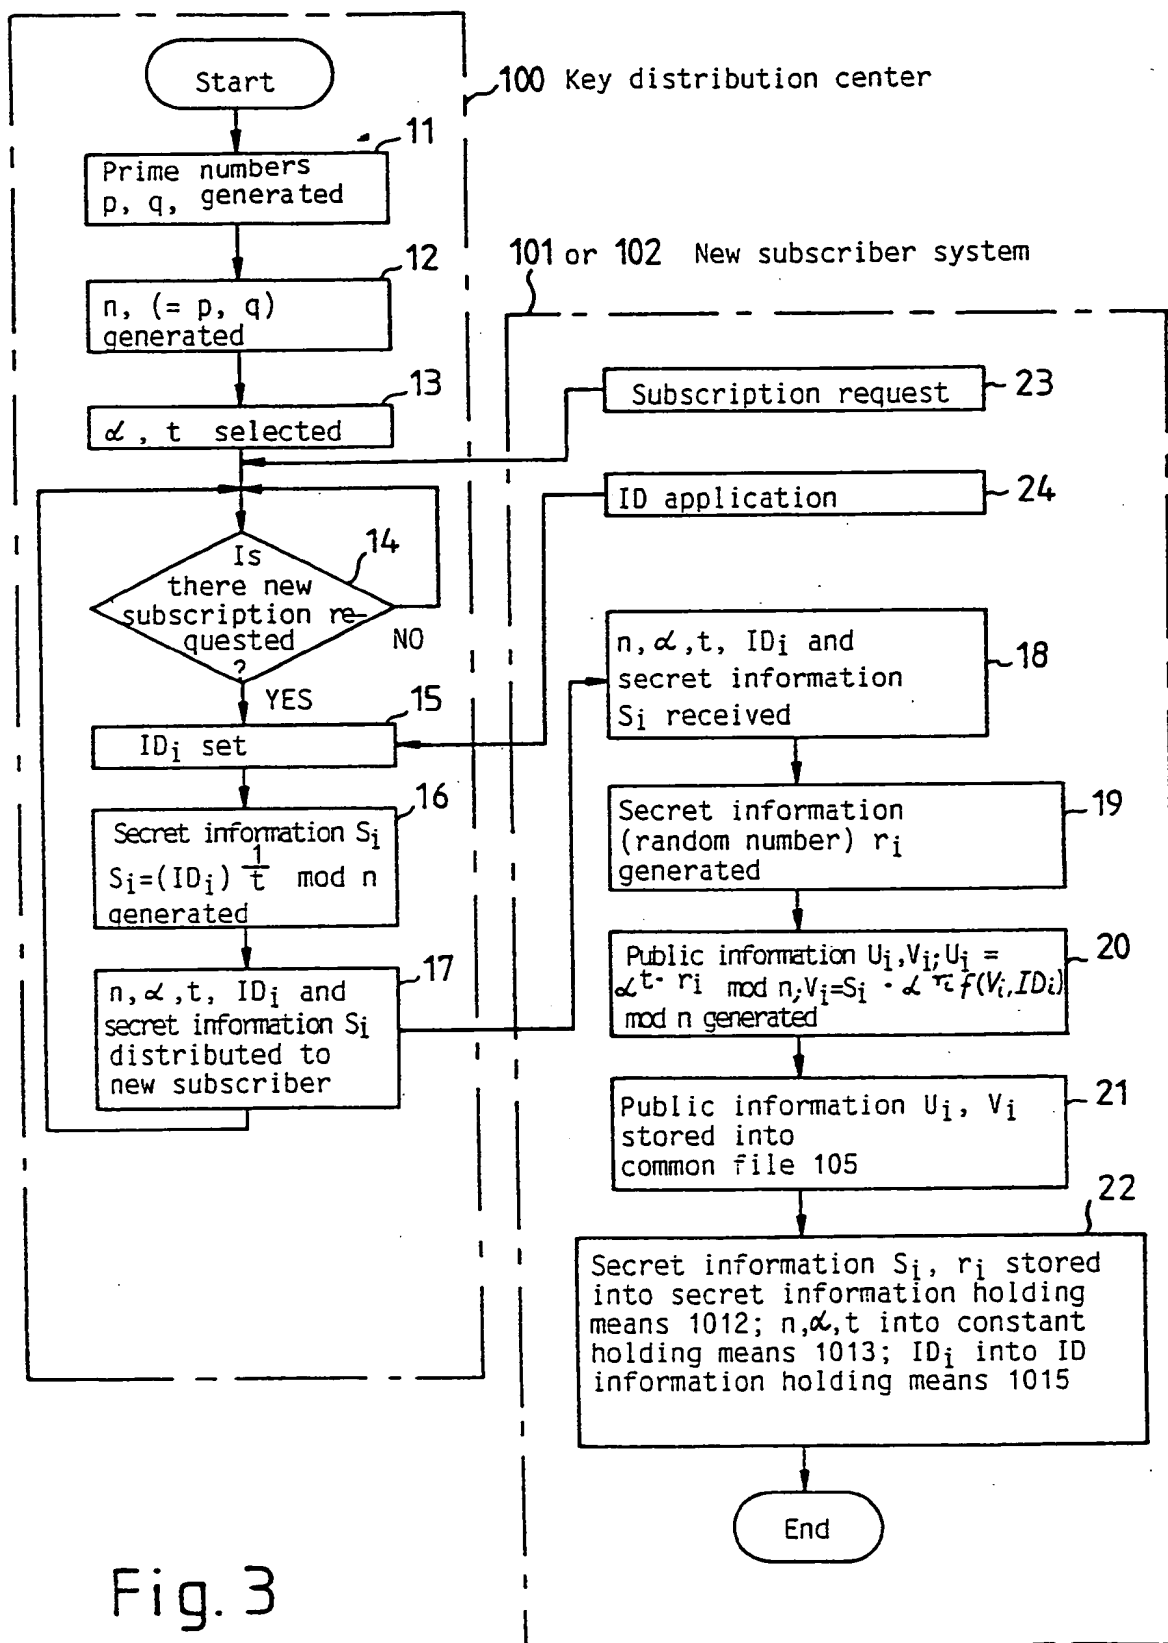 Start
100 Key distribution center
11
Prime numbers
p, q, generated
12
n, (= p, q)
generated
13
α, t selected
14
Is
there new
subscription re-
quested
?
NO
YES
15
IDi set
16
Secret information Si
Si=(IDi) 1/t mod n
generated
17
n, α, t, IDi and
secret information Si
distributed to
new subscriber
101 or 102 New subscriber system
Subscription request
23
ID application
24
n, α, t, IDi and
secret information
Si received
18
Secret information
(random number) ri
generated
19
Public information Ui, Vi; Ui =
α t· ri mod n; Vi=Si · α ri f(Vi, IDi)
mod n generated
20
Public information Ui, Vi
stored into
common file 105
21
22
Secret information Si, ri stored
into secret information holding
means 1012; n, α, t into constant
holding means 1013; IDi into ID
information holding means 1015
End
Fig. 3